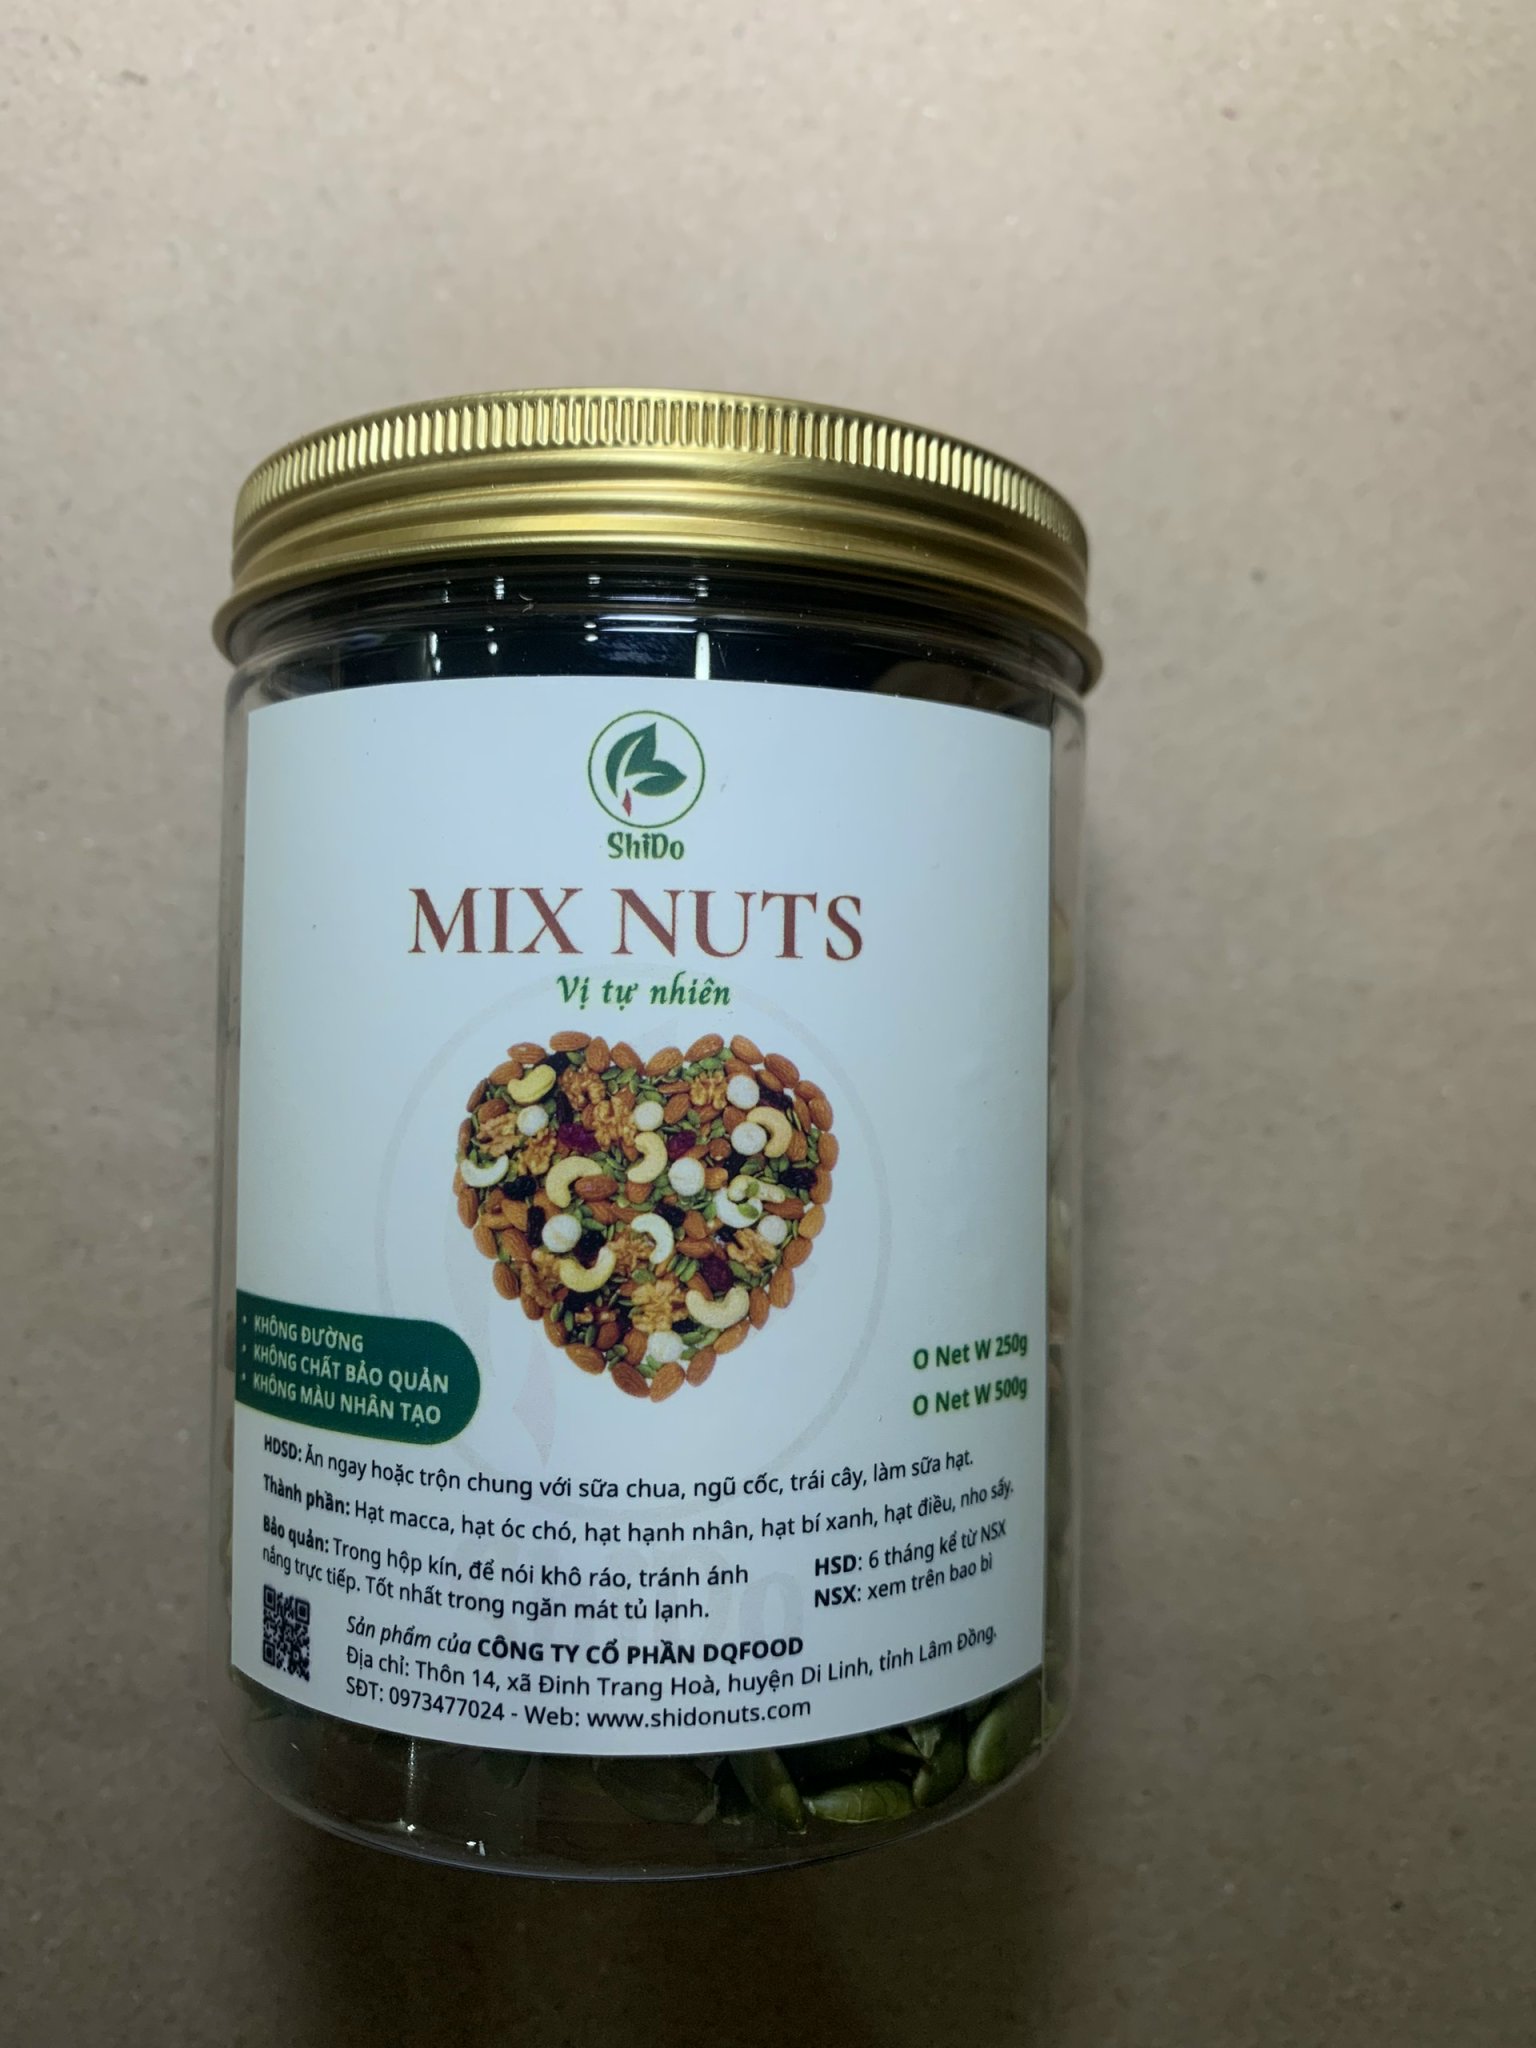 ShiDo
MIX NUTS
Vị tự nhiên
• KHÔNG ĐƯỜNG
• KHÔNG CHẤT BẢO QUẢN
• KHÔNG MÀU NHÂN TẠO
O Net W 250g
O Net W 500g
HDSD: Ăn ngay hoặc trộn chung với sữa chua, ngũ cốc, trái cây, làm sữa hạt.
Thành phần: Hạt macca, hạt óc chó, hạt hạnh nhân, hạt bí xanh, hạt điều, nho sấy.
Bảo quản: Trong hộp kín, để nói khô ráo, tránh ánh
nắng trực tiếp. Tốt nhất trong ngăn mát tủ lạnh.
HSD: 6 tháng kể từ NSX
NSX: xem trên bao bì
Sản phẩm của CÔNG TY CỔ PHẦN DQFOOD
Địa chỉ: Thôn 14, xã Đinh Trang Hoà, huyện Di Linh, tỉnh Lâm Đồng.
SĐT: 0973477024 - Web: www.shidonuts.com